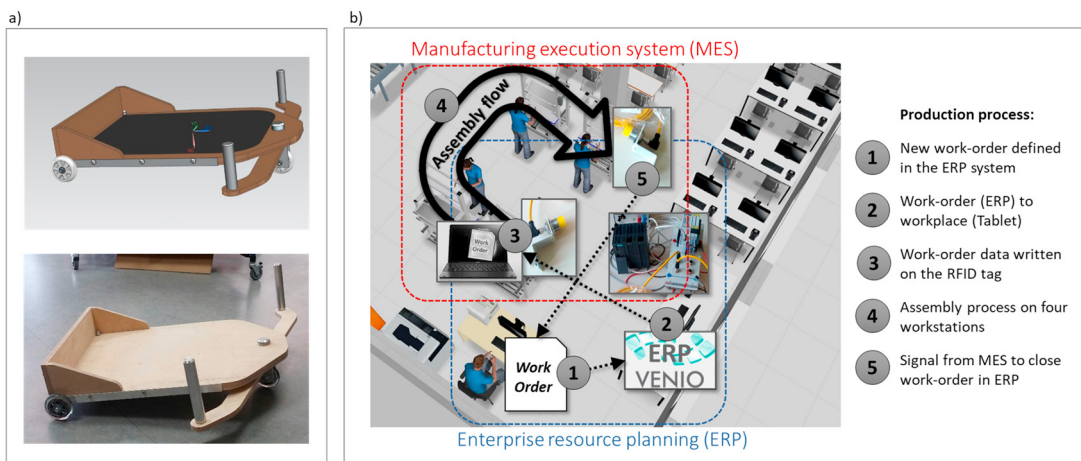 a)
b)
Manufacturing execution system (MES)
4
Assembly flow
5
3
Work
Order
2
ERP
VENIO
Work
Order
1
Enterprise resource planning (ERP)
Production process:
1 New work-order defined
in the ERP system
2 Work-order (ERP) to
workplace (Tablet)
3 Work-order data written
on the RFID tag
4 Assembly process on four
workstations
5 Signal from MES to close
work-order in ERP